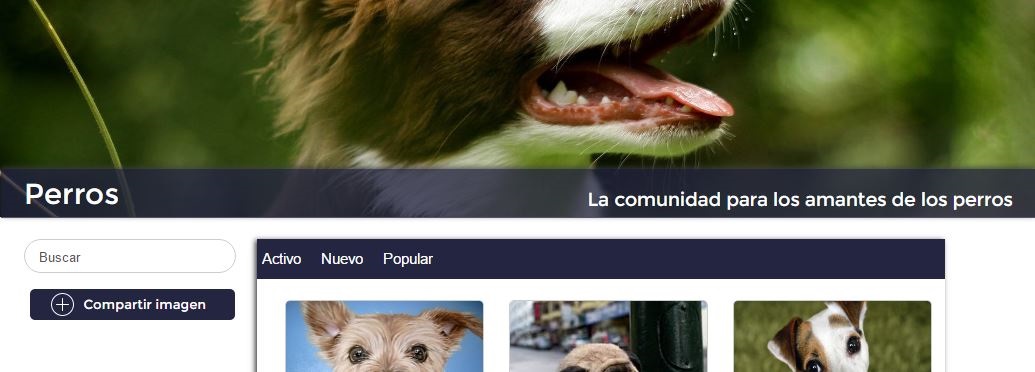 Perros
La comunidad para los amantes de los perros
Buscar
Compartir imagen
Activo Nuevo Popular